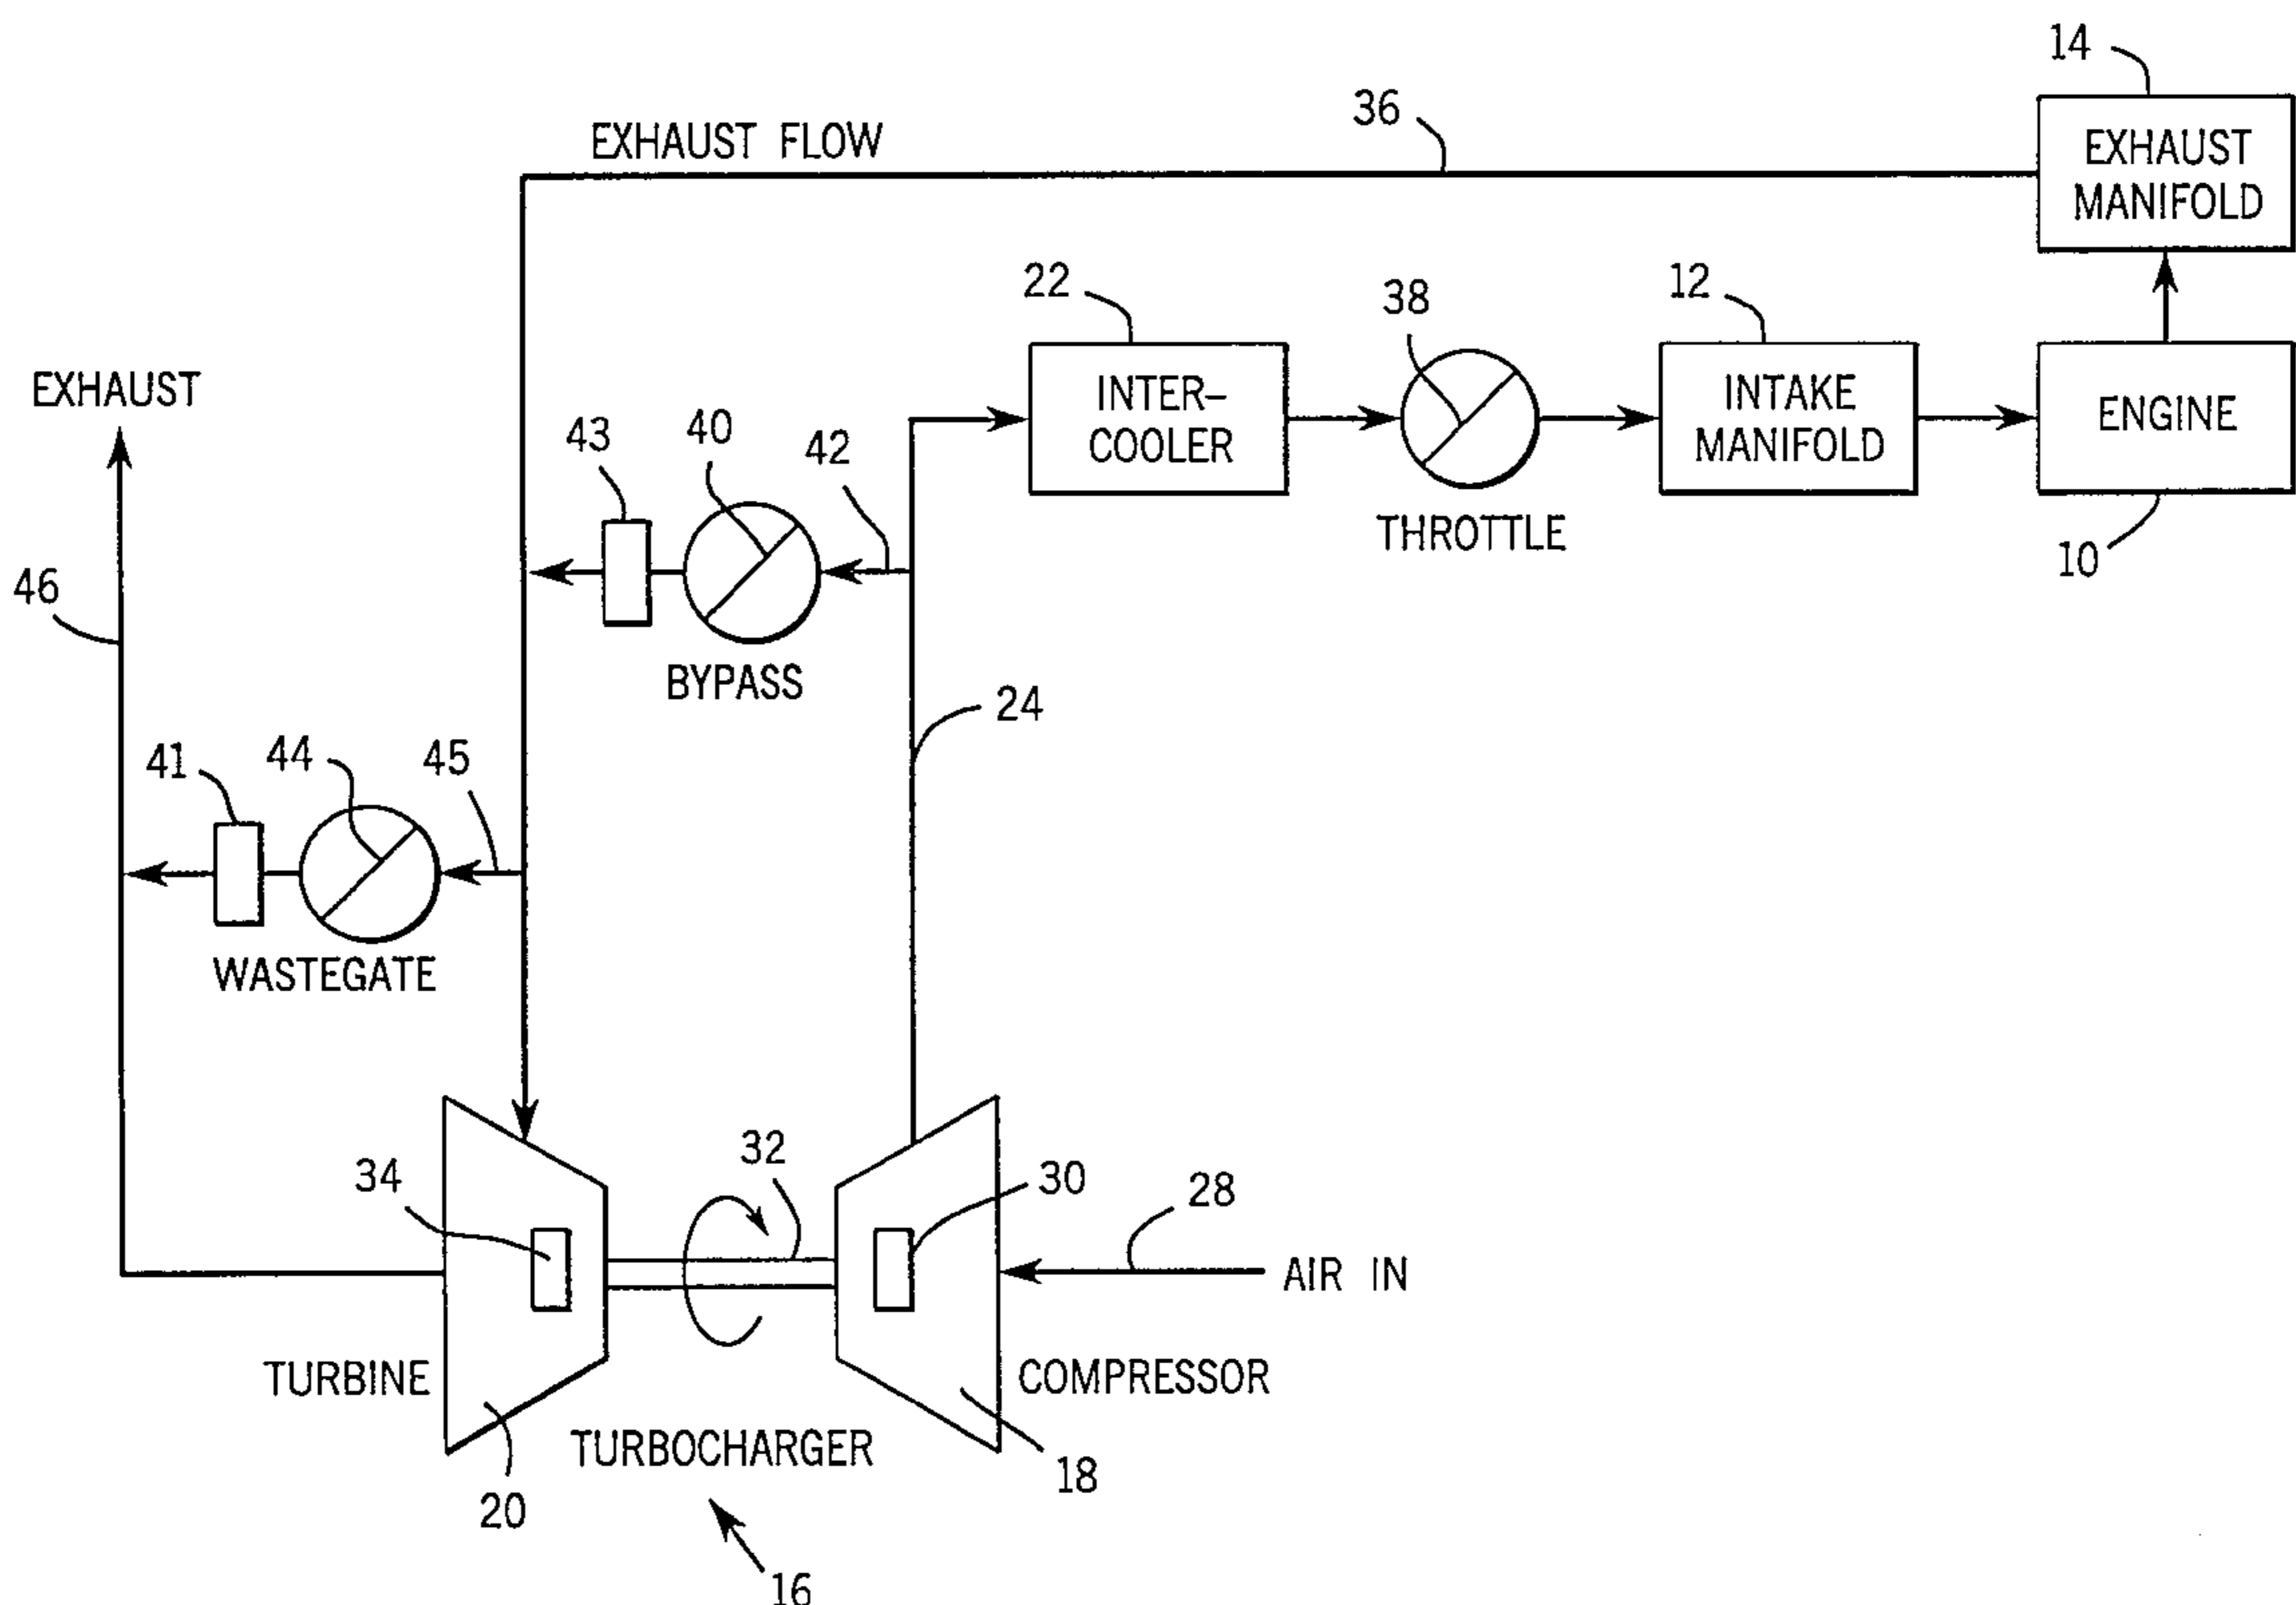 14
36
EXHAUST FLOW
EXHAUST
MANIFOLD
22
38
12
EXHAUST
INTER-
COOLER
INTAKE
MANIFOLD
ENGINE
43
40
42
THROTTLE
10
46
BYPASS
24
41
44
45
WASTEGATE
32
34
30
28
AIR IN
TURBINE
COMPRESSOR
TURBOCHARGER
18
20
16